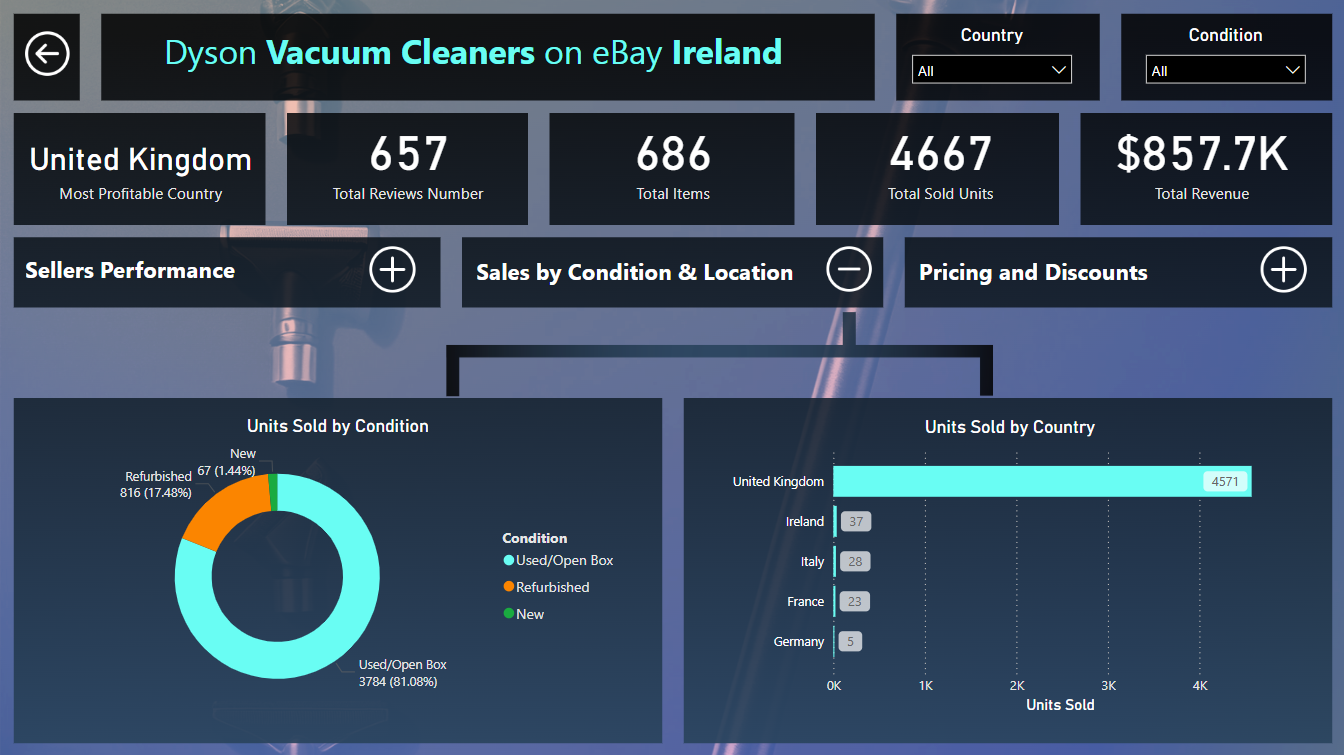 Dyson Vacuum Cleaners on eBay Ireland
Country
All
Condition
All
United Kingdom
Most Profitable Country
657
Total Reviews Number
686
Total Items
4667
Total Sold Units
$857.7K
Total Revenue
Sellers Performance
Sales by Condition & Location
Pricing and Discounts
Units Sold by Condition
New
67 (1.44%)
Refurbished
816 (17.48%)
Used/Open Box
3784 (81.08%)
Condition
Used/Open Box
Refurbished
New
Units Sold by Country
United Kingdom 4571
Ireland 37
Italy 28
France 23
Germany 5
0K 1K 2K 3K 4K
Units Sold